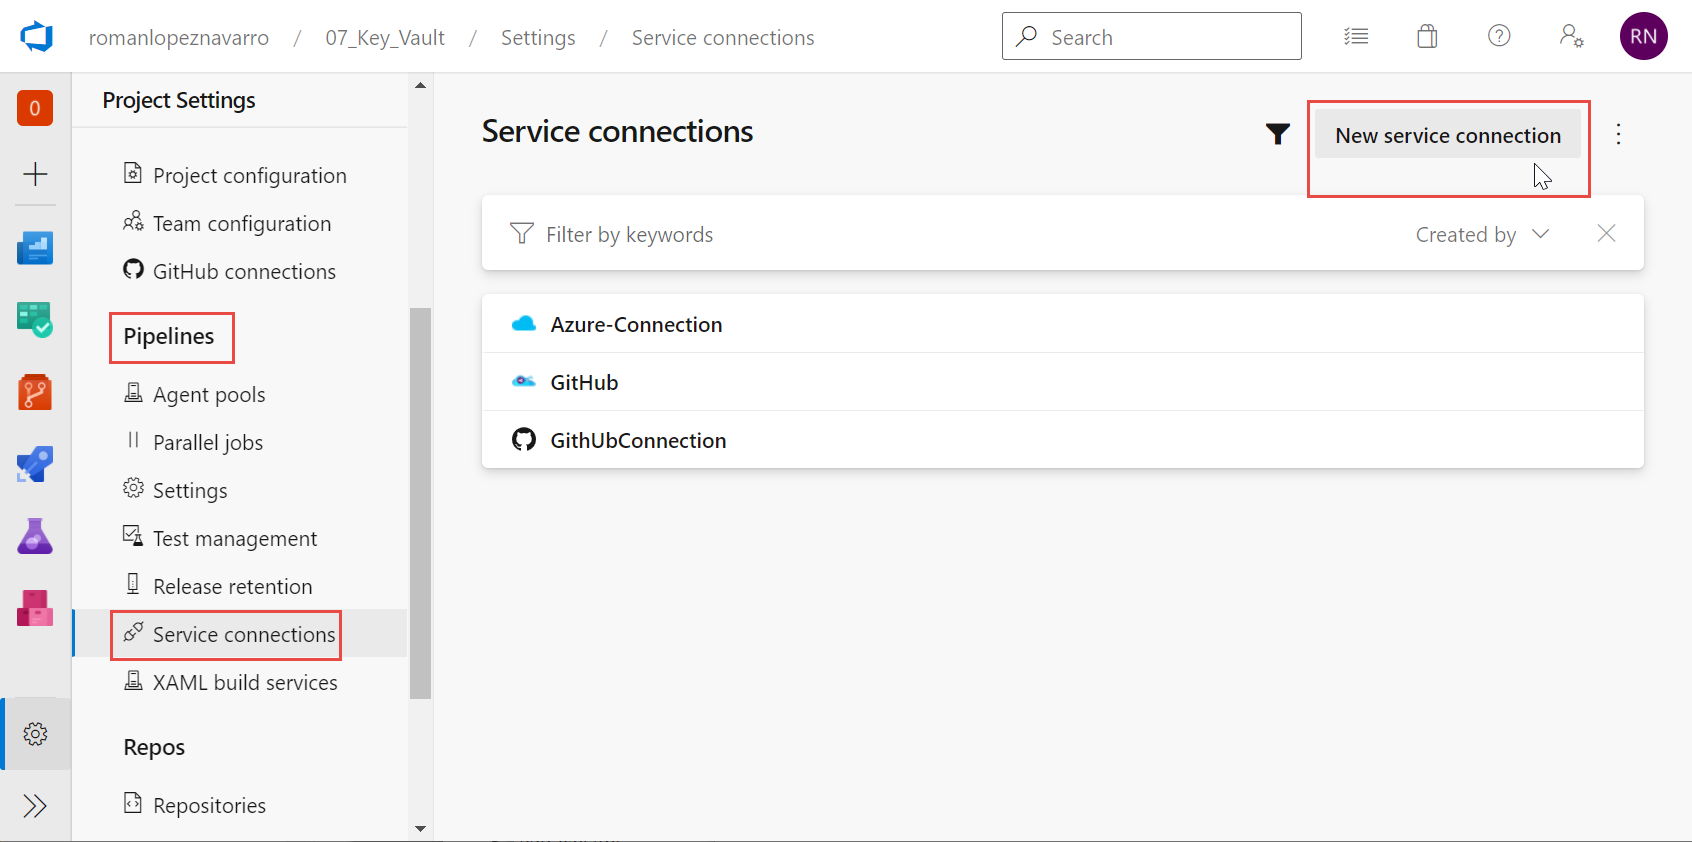 romanlopeznavarro / 07_Key_Vault / Settings / Service connections
Search
RN
O
Project Settings
Project configuration
Team configuration
GitHub connections
Pipelines
Agent pools
Parallel jobs
Settings
Test management
Release retention
Service connections
XAML build services
Repos
Repositories
Service connections
New service connection
Filter by keywords
Created by
Azure-Connection
GitHub
GithUbConnection